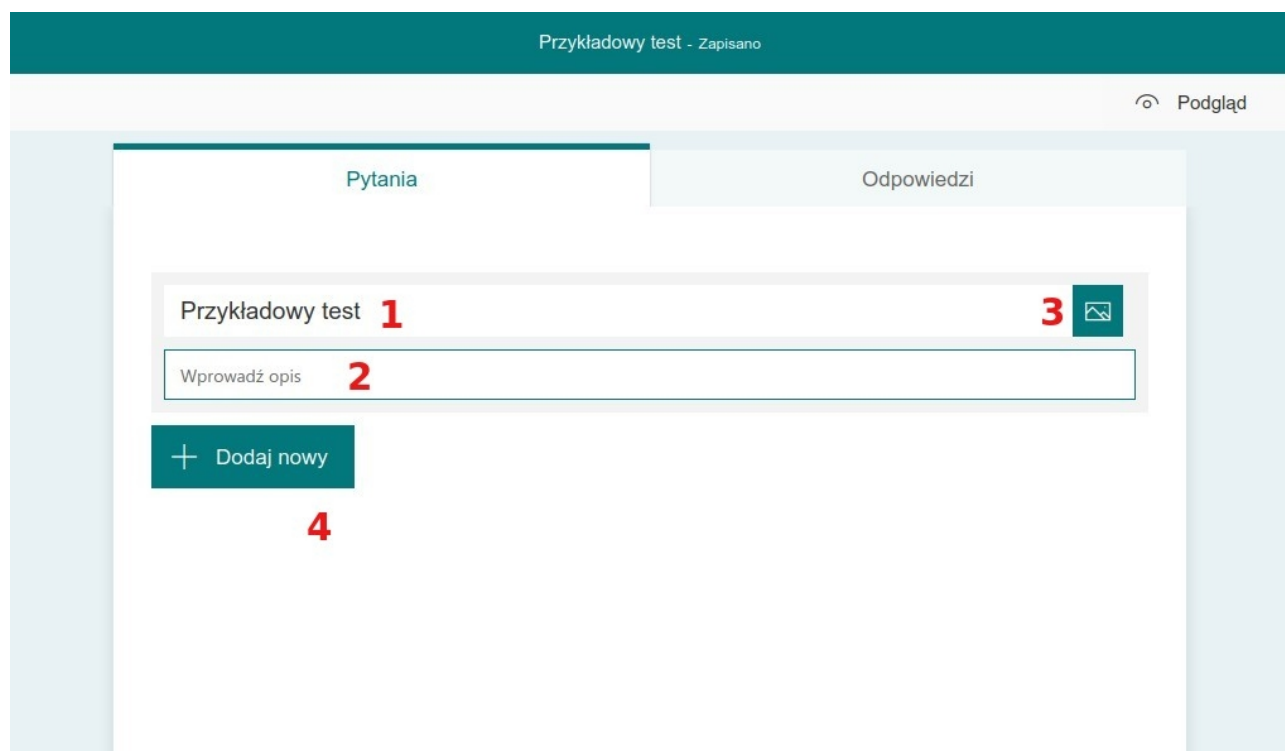 Przykładowy test - Zapisano
Podgląd
Pytania Odpowiedzi
Przykładowy test 1 3
Wprowadź opis 2
Dodaj nowy
4